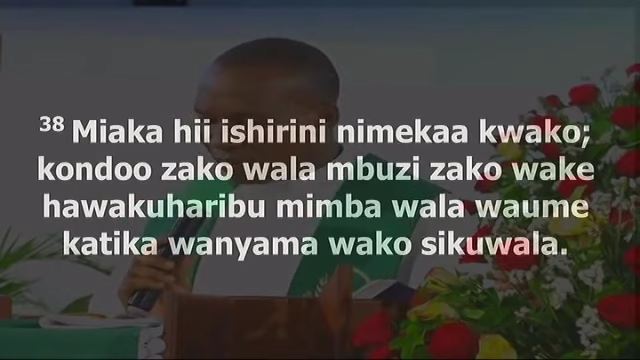 38 Miaka hii ishirini nimekaa kwako;
kondoo zako wala mbuzi zako wake
hawakuharibu mimba wala waume
katika wanyama wako sikuwala.